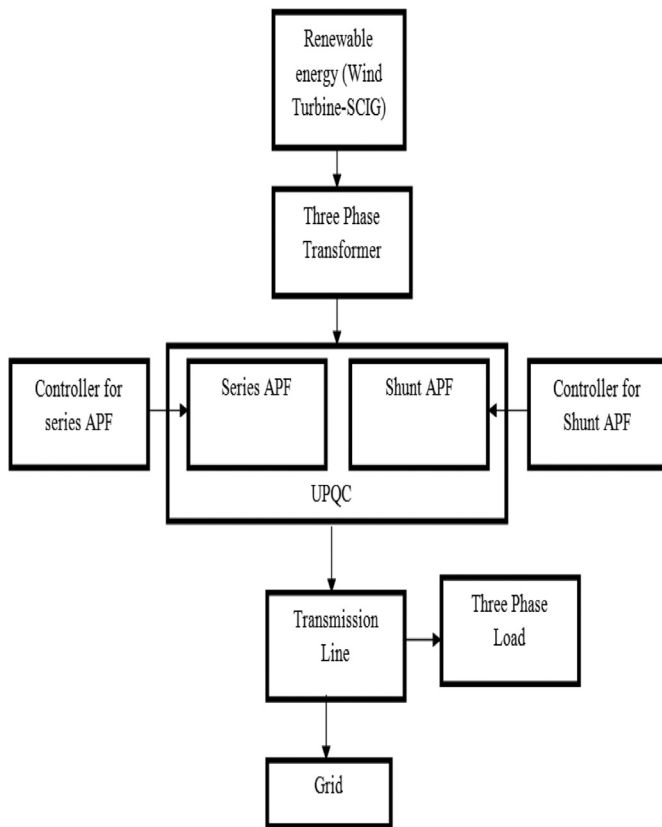 Renewable
energy (Wind
Turbine-SCIG)
Three Phase
Transformer
Controller for
series APF
Series APF
Shunt APF
Controller for
Shunt APF
UPQC
Transmission
Line
Three Phase
Load
Grid